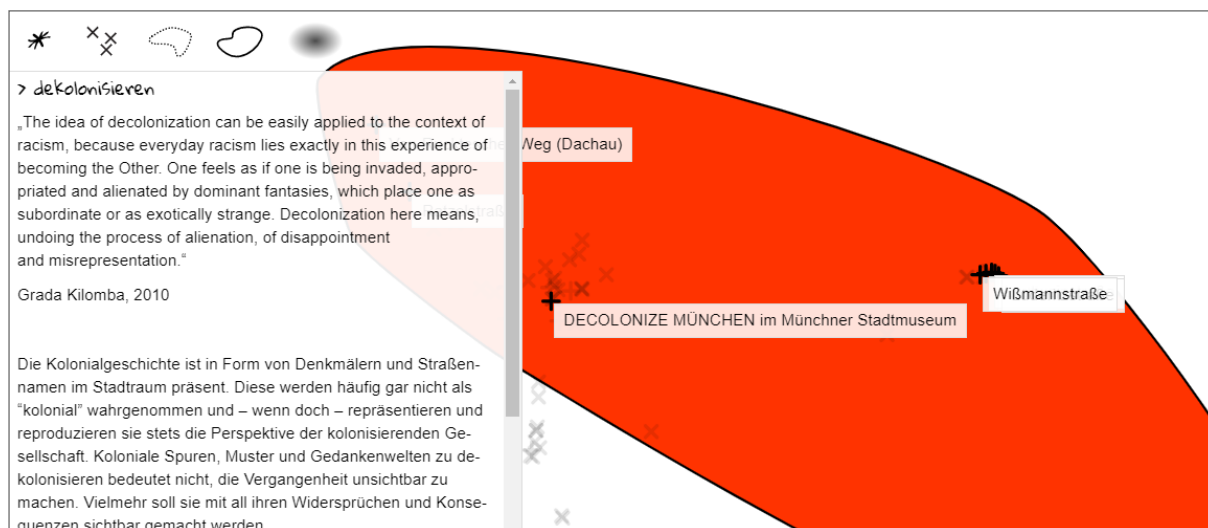 > dekolonisieren
„The idea of decolonization can be easily applied to the context of
racism, because everyday racism lies exactly in this experience of
becoming the Other. One feels as if one is being invaded, appro-
priated and alienated by dominant fantasies, which place one as
subordinate or as exotically strange. Decolonization here means,
undoing the process of alienation, of disappointment
and misrepresentation.“
Grada Kilomba, 2010
Die Kolonialgeschichte ist in Form von Denkmälern und Straßen-
namen im Stadtraum präsent. Diese werden häufig gar nicht als
“kolonial” wahrgenommen und – wenn doch – repräsentieren und
reproduzieren sie stets die Perspektive der kolonisierenden Ge-
sellschaft. Koloniale Spuren, Muster und Gedankenwelten zu de-
kolonisieren bedeutet nicht, die Vergangenheit unsichtbar zu
machen. Vielmehr soll sie mit all ihren Widersprüchen und Konse-
quenzen sichtbar gemacht werden
Weg (Dachau)
DECOLONIZE MÜNCHEN im Münchner Stadtmuseum
Wißmannstraße